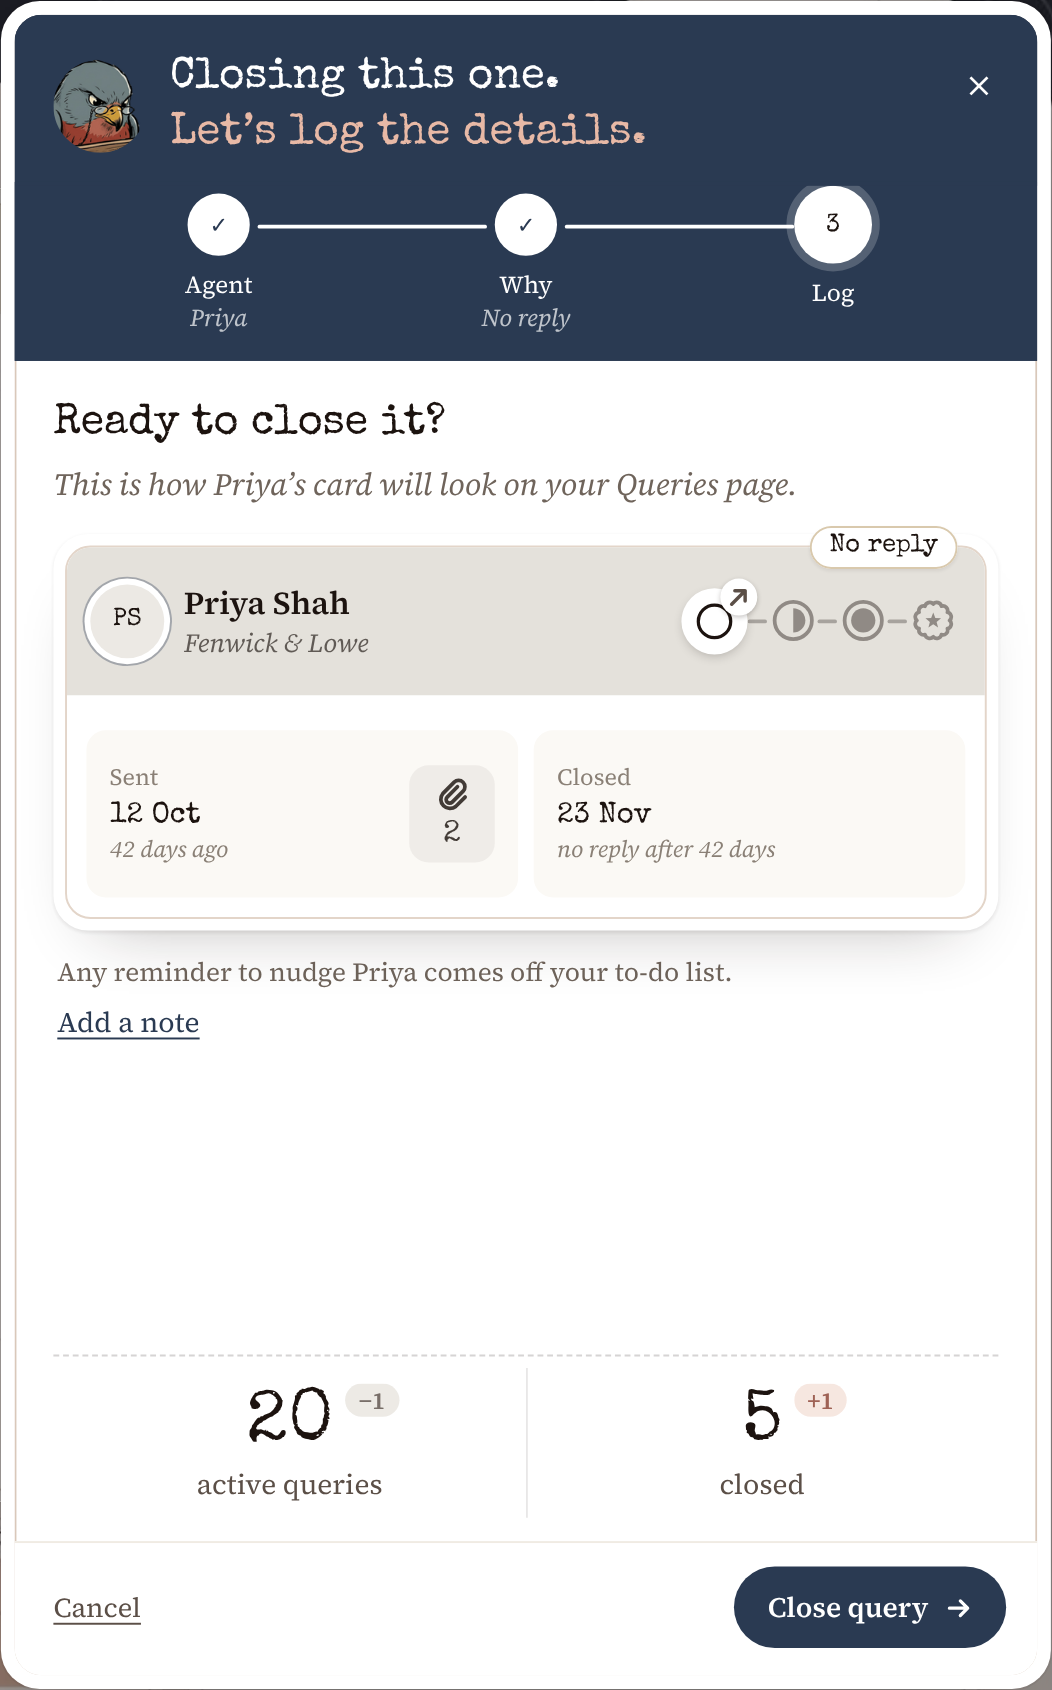 Closing this one.
Let's log the details.
✓
✓
3
Agent
Why
Log
Priya
No reply
Ready to close it?
This is how Priya's card will look on your Queries page.
No reply
PS
Priya Shah
Fenwick & Lowe
Sent
12 Oct
42 days ago
2
Closed
23 Nov
no reply after 42 days
Any reminder to nudge Priya comes off your to-do list.
Add a note
20
−1
active queries
5
+1
closed
Cancel
Close query →